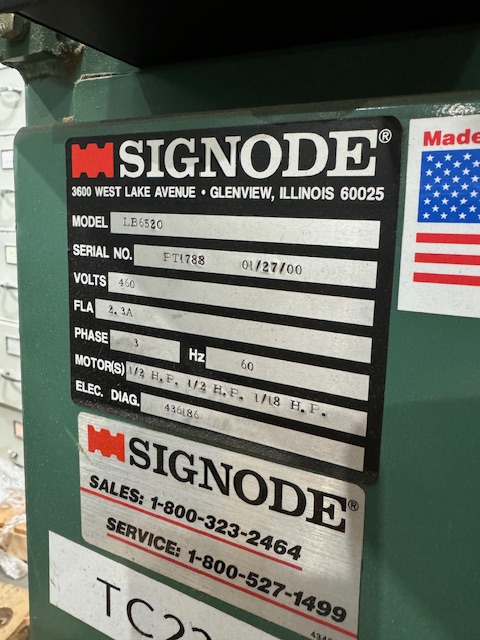 SIGNODE®
3600 WEST LAKE AVENUE • GLENVIEW, ILLINOIS 60025
MODEL LB6520
SERIAL NO. PT1788 01/27/00
VOLTS 460
FLA 2.3A
PHASE 3 Hz 60
MOTOR(S) 1/2 H.P. 1/2 H.P. 1/18 H.P.
ELEC. DIAG. 436186
Made
SIGNODE®
SALES: 1-800-323-2464
SERVICE: 1-800-527-1499